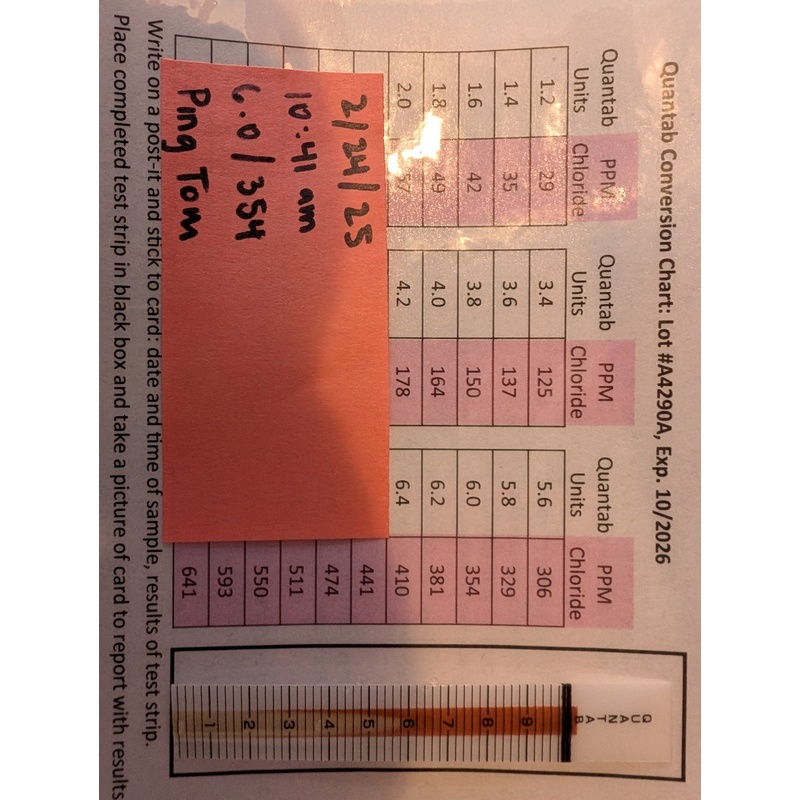 Quantab Conversion Chart: Lot #A4290A, Exp. 10/2026
Quantab Units PPM Chloride Quantab Units PPM Chloride Quantab Units PPM Chloride
1.2 29 3.4 125 5.6 306
1.4 35 3.6 137 5.8 329
1.6 42 3.8 150 6.0 354
1.8 49 4.0 164 6.2 381
2.0 57 4.2 178 6.4 410
441
474
511
550
593
641
2/24/25
10:41 am
6.0/354
Ping Tom
Write on a post-it and stick to card: date and time of sample, results of test strip.
Place completed test strip in black box and take a picture of card to report with results
QUANTAB
9
8
7
6
5
4
3
2
1